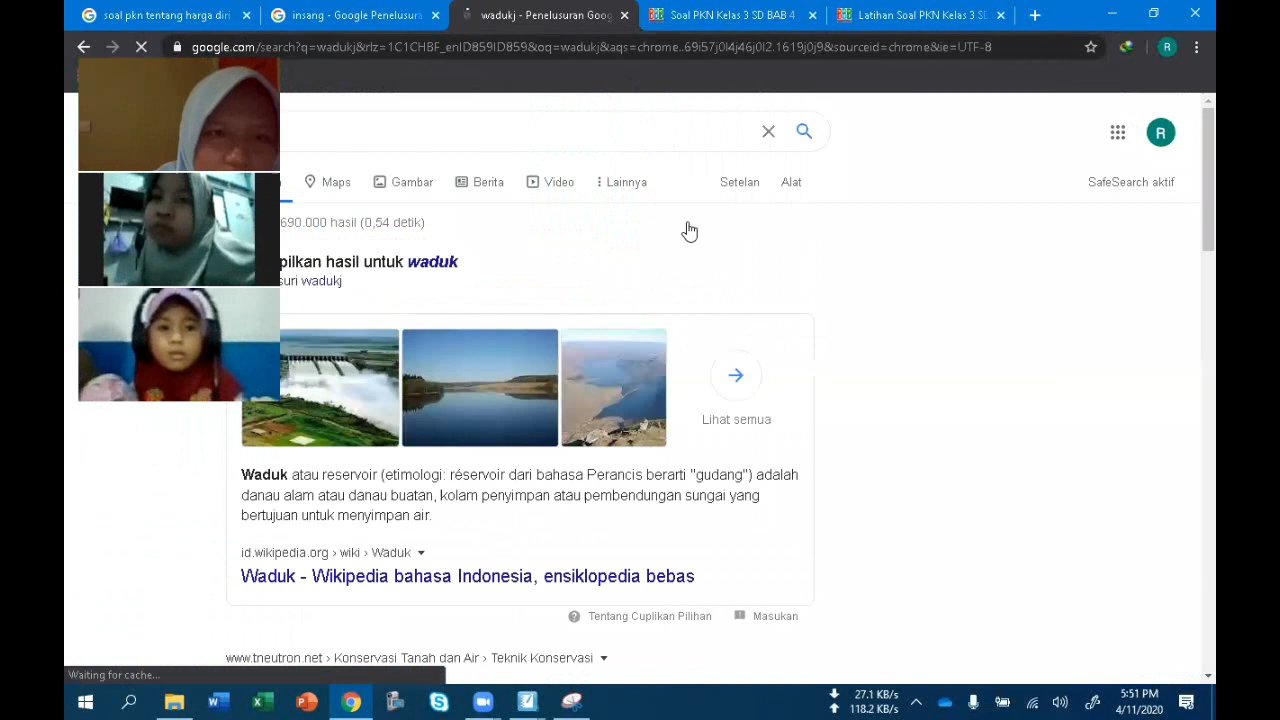 soal pkn tentang harga diri
insang - Google Penelusura
wadukj - Penelusuran Goog
Soal PKN Kelas 3 SD BAB 4
Latihan Soal PKN Kelas 3 SD
google.com/search?q=wadukj&rlz=1C1CHBF_enID859ID859&oq=wadukj&aqs=chrome..69i57j0l4j46j0l2.1619j0j9&sourceid=chrome&ie=UTF-8
R
R
Maps
Gambar
Berita
Video
Lainnya
Setelan
Alat
SafeSearch aktif
690.000 hasil (0,54 detik)
pilkan hasil untuk waduk
suri wadukj
Lihat semua
Waduk atau reservoir (etimologi: réservoir dari bahasa Perancis berarti "gudang") adalah
danau alam atau danau buatan, kolam penyimpan atau pembendungan sungai yang
bertujuan untuk menyimpan air.
id.wikipedia.org › wiki › Waduk
Waduk - Wikipedia bahasa Indonesia, ensiklopedia bebas
Tentang Cuplikan Pilihan
Masukan
www.tneutron.net › Konservasi Tanah dan Air › Teknik Konservasi
Waiting for cache...
27.1 KB/s
118.2 KB/s
5:51 PM
4/11/2020